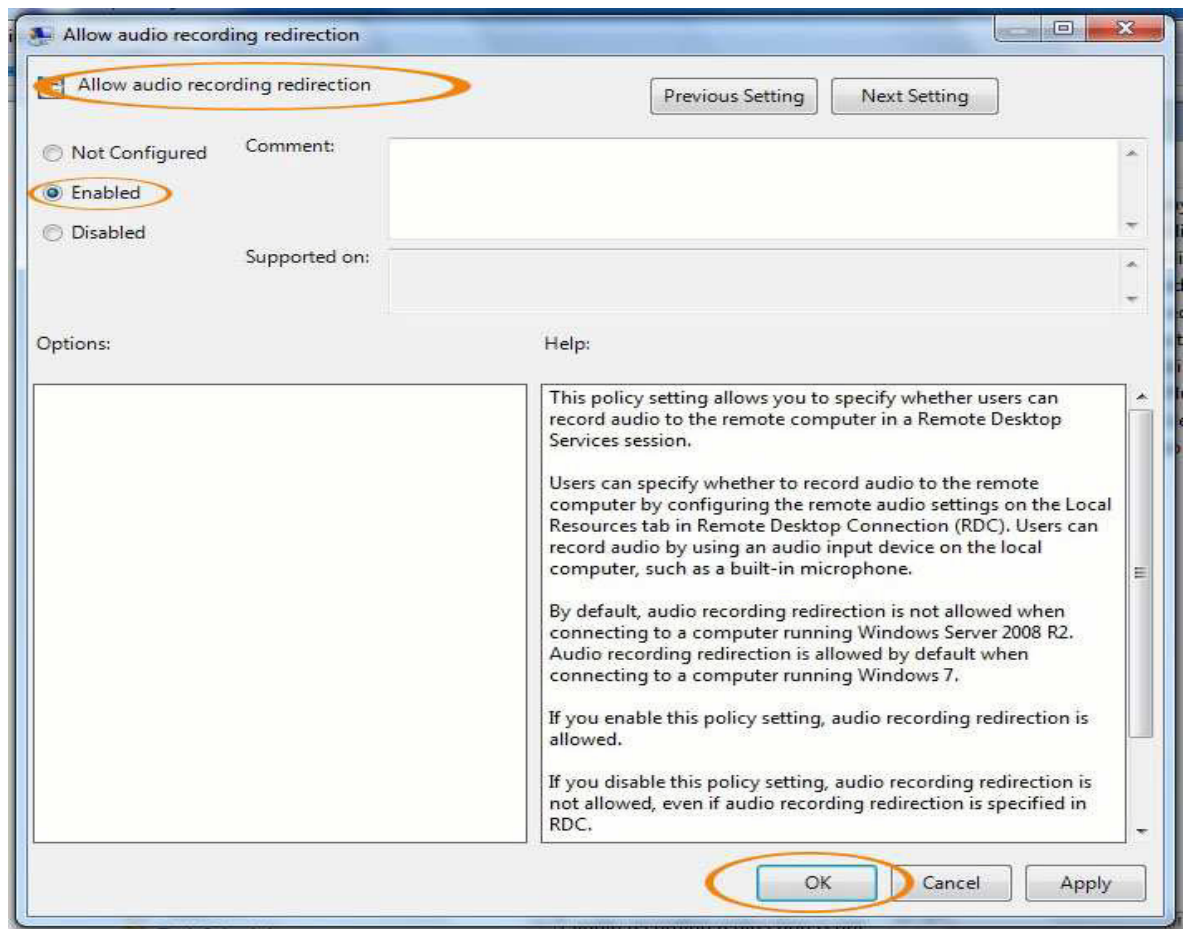 Allow audio recording redirection
Allow audio recording redirection
Previous Setting
Next Setting
Not Configured
Comment:
Enabled
Disabled
Supported on:
Options:
Help:
This policy setting allows you to specify whether users can
record audio to the remote computer in a Remote Desktop
Services session.
Users can specify whether to record audio to the remote
computer by configuring the remote audio settings on the Local
Resources tab in Remote Desktop Connection (RDC). Users can
record audio by using an audio input device on the local
computer, such as a built-in microphone.
By default, audio recording redirection is not allowed when
connecting to a computer running Windows Server 2008 R2.
Audio recording redirection is allowed by default when
connecting to a computer running Windows 7.
If you enable this policy setting, audio recording redirection is
allowed.
If you disable this policy setting, audio recording redirection is
not allowed, even if audio recording redirection is specified in
RDC.
OK
Cancel
Apply